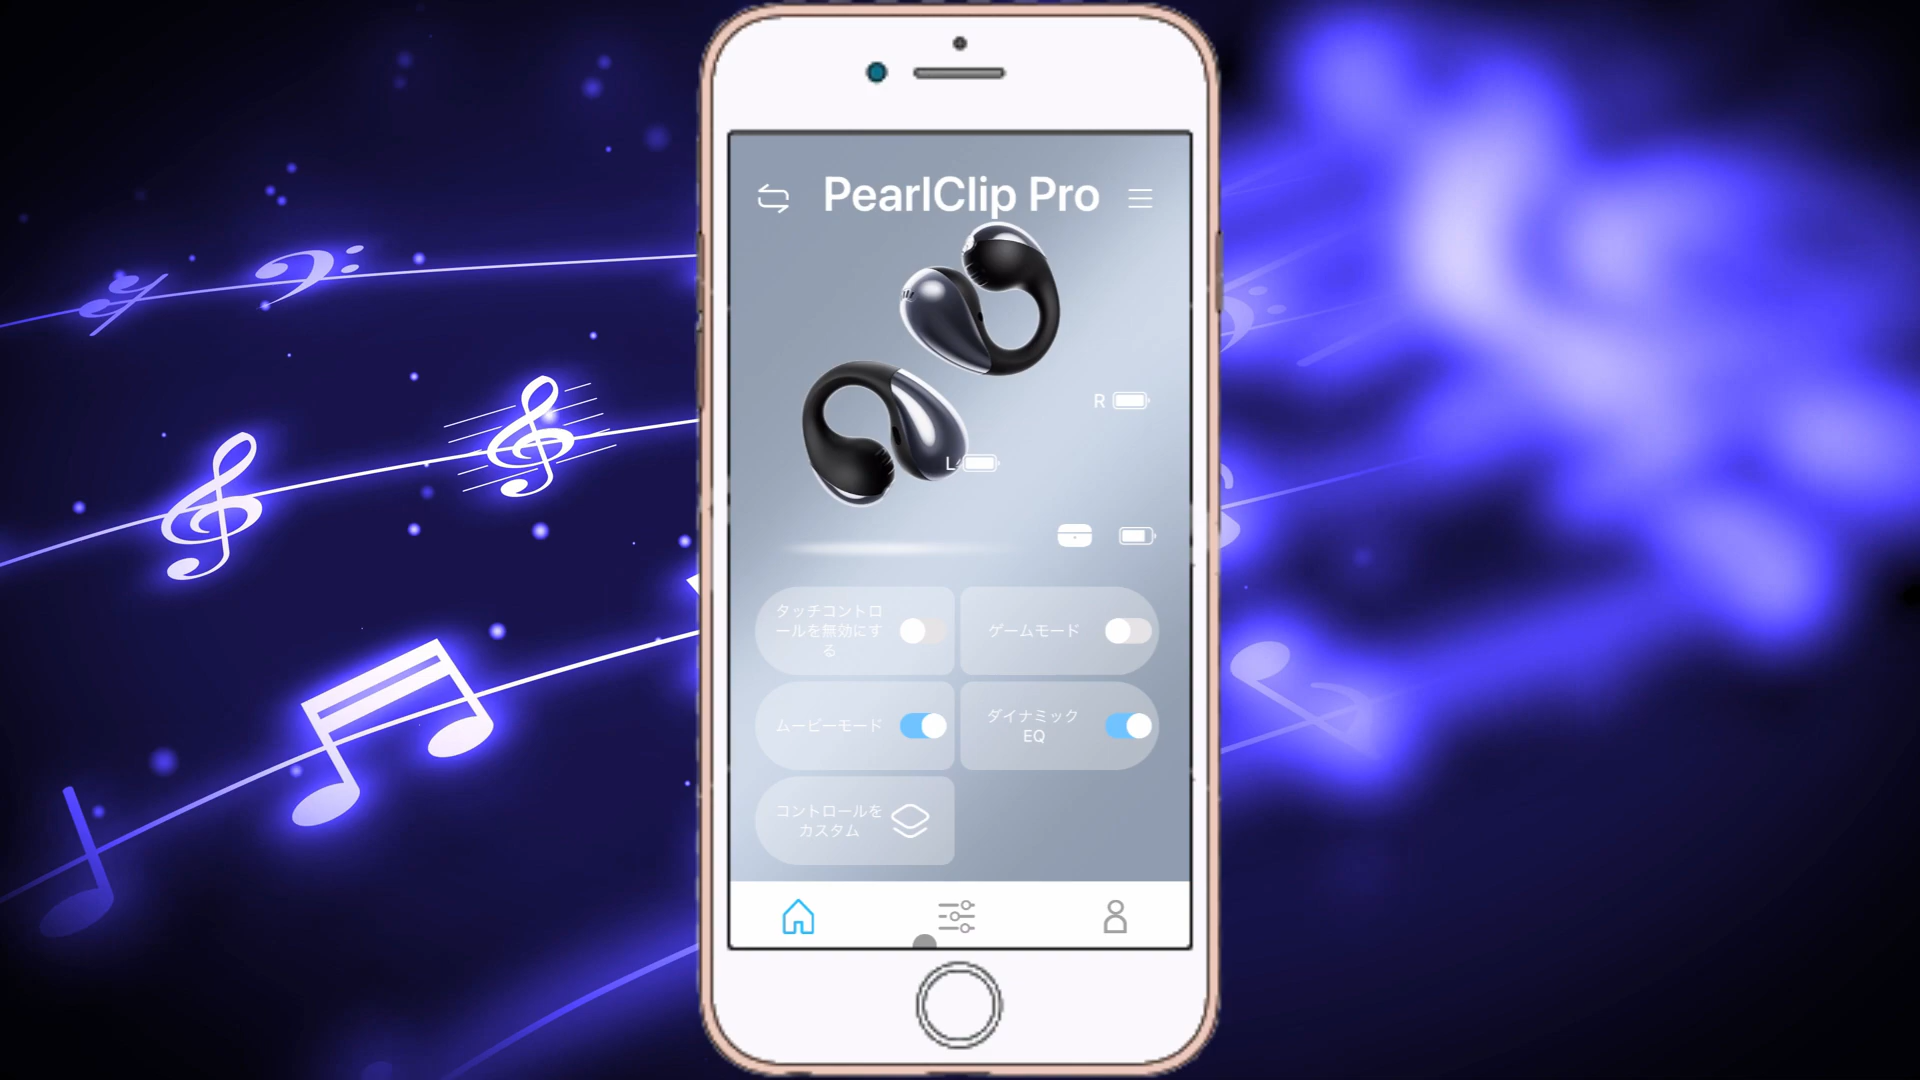 PearlClip Pro
R
L
タッチコントロ
ールを無効にす
る
ゲームモード
ムービーモード
ダイナミック
EQ
コントロールを
カスタム